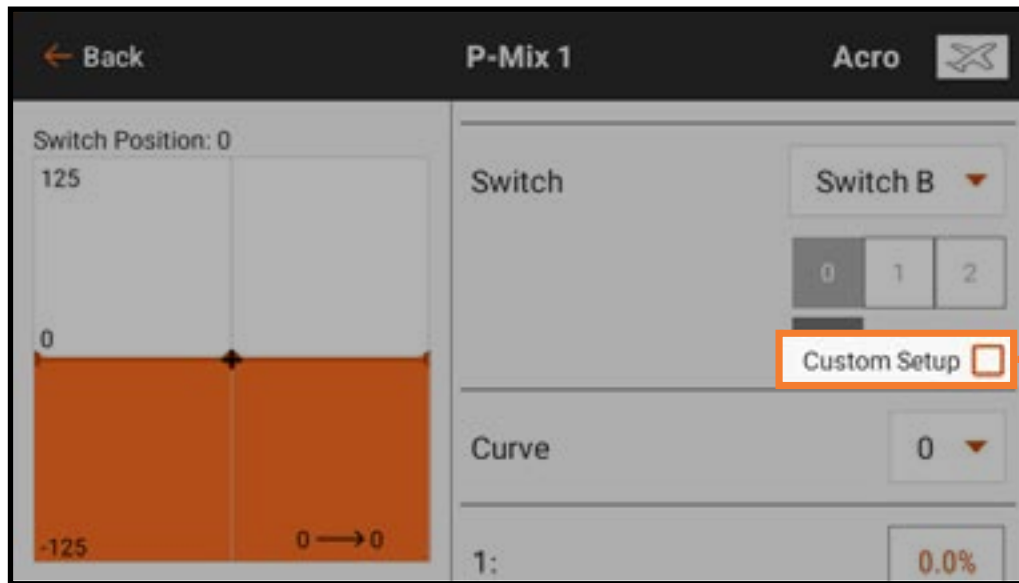 Back
P-Mix 1
Acro
Switch Position: 0
125
0
-125
0 → 0
Switch
Switch B
0 1 2
Custom Setup
Curve
0
1:
0.0%